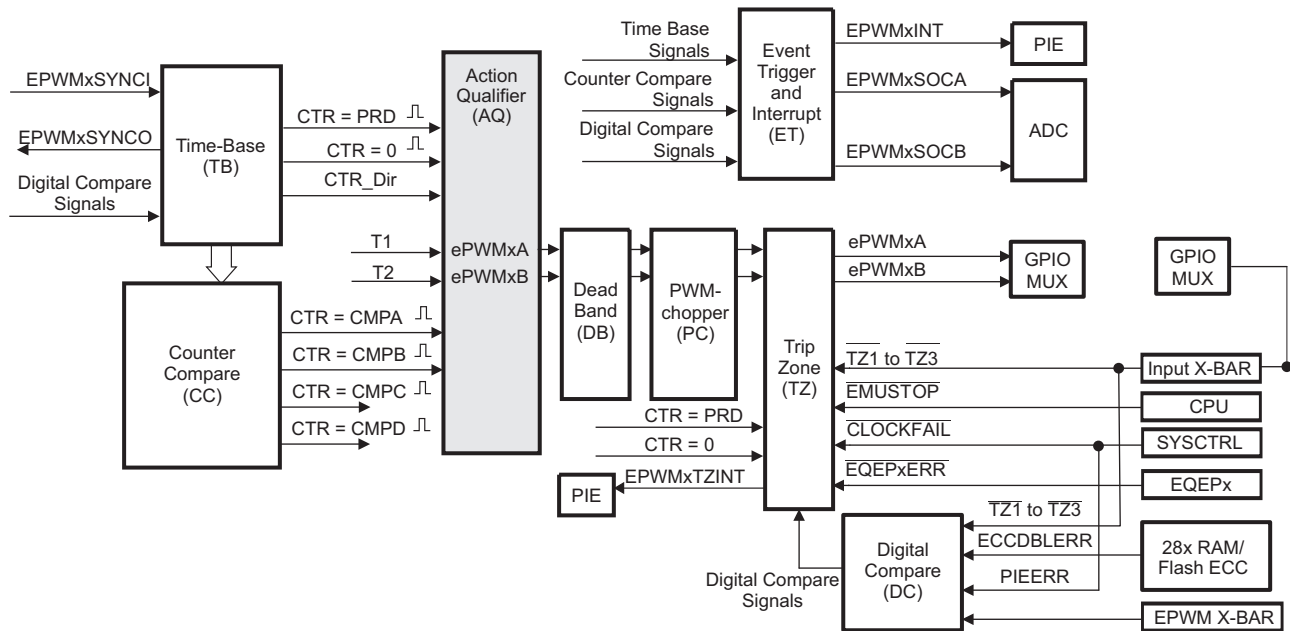 EPWMxSYNCI
EPWMxSYNCO
Digital Compare
Signals
Time-Base
(TB)
CTR = PRD
CTR = 0
CTR_Dir
Action
Qualifier
(AQ)
T1
T2
ePWMxA
ePWMxB
Counter
Compare
(CC)
CTR = CMPA
CTR = CMPB
CTR = CMPC
CTR = CMPD
Time Base
Signals
Counter Compare
Signals
Digital Compare
Signals
Event
Trigger
and
Interrupt
(ET)
EPWMxINT
EPWMxSOCA
EPWMxSOCB
PIE
ADC
Dead
Band
(DB)
PWM-
chopper
(PC)
Trip
Zone
(TZ)
ePWMxA
ePWMxB
GPIO
MUX
GPIO
MUX
TZ1 to TZ3
Input X-BAR
EMUSTOP
CPU
CLOCKFAIL
SYSCTRL
EQEPxERR
EQEPx
CTR = PRD
CTR = 0
EPWMxTZINT
PIE
TZ1 to TZ3
ECCDBLERR
PIEERR
28x RAM/
Flash ECC
EPWM X-BAR
Digital
Compare
(DC)
Digital Compare
Signals